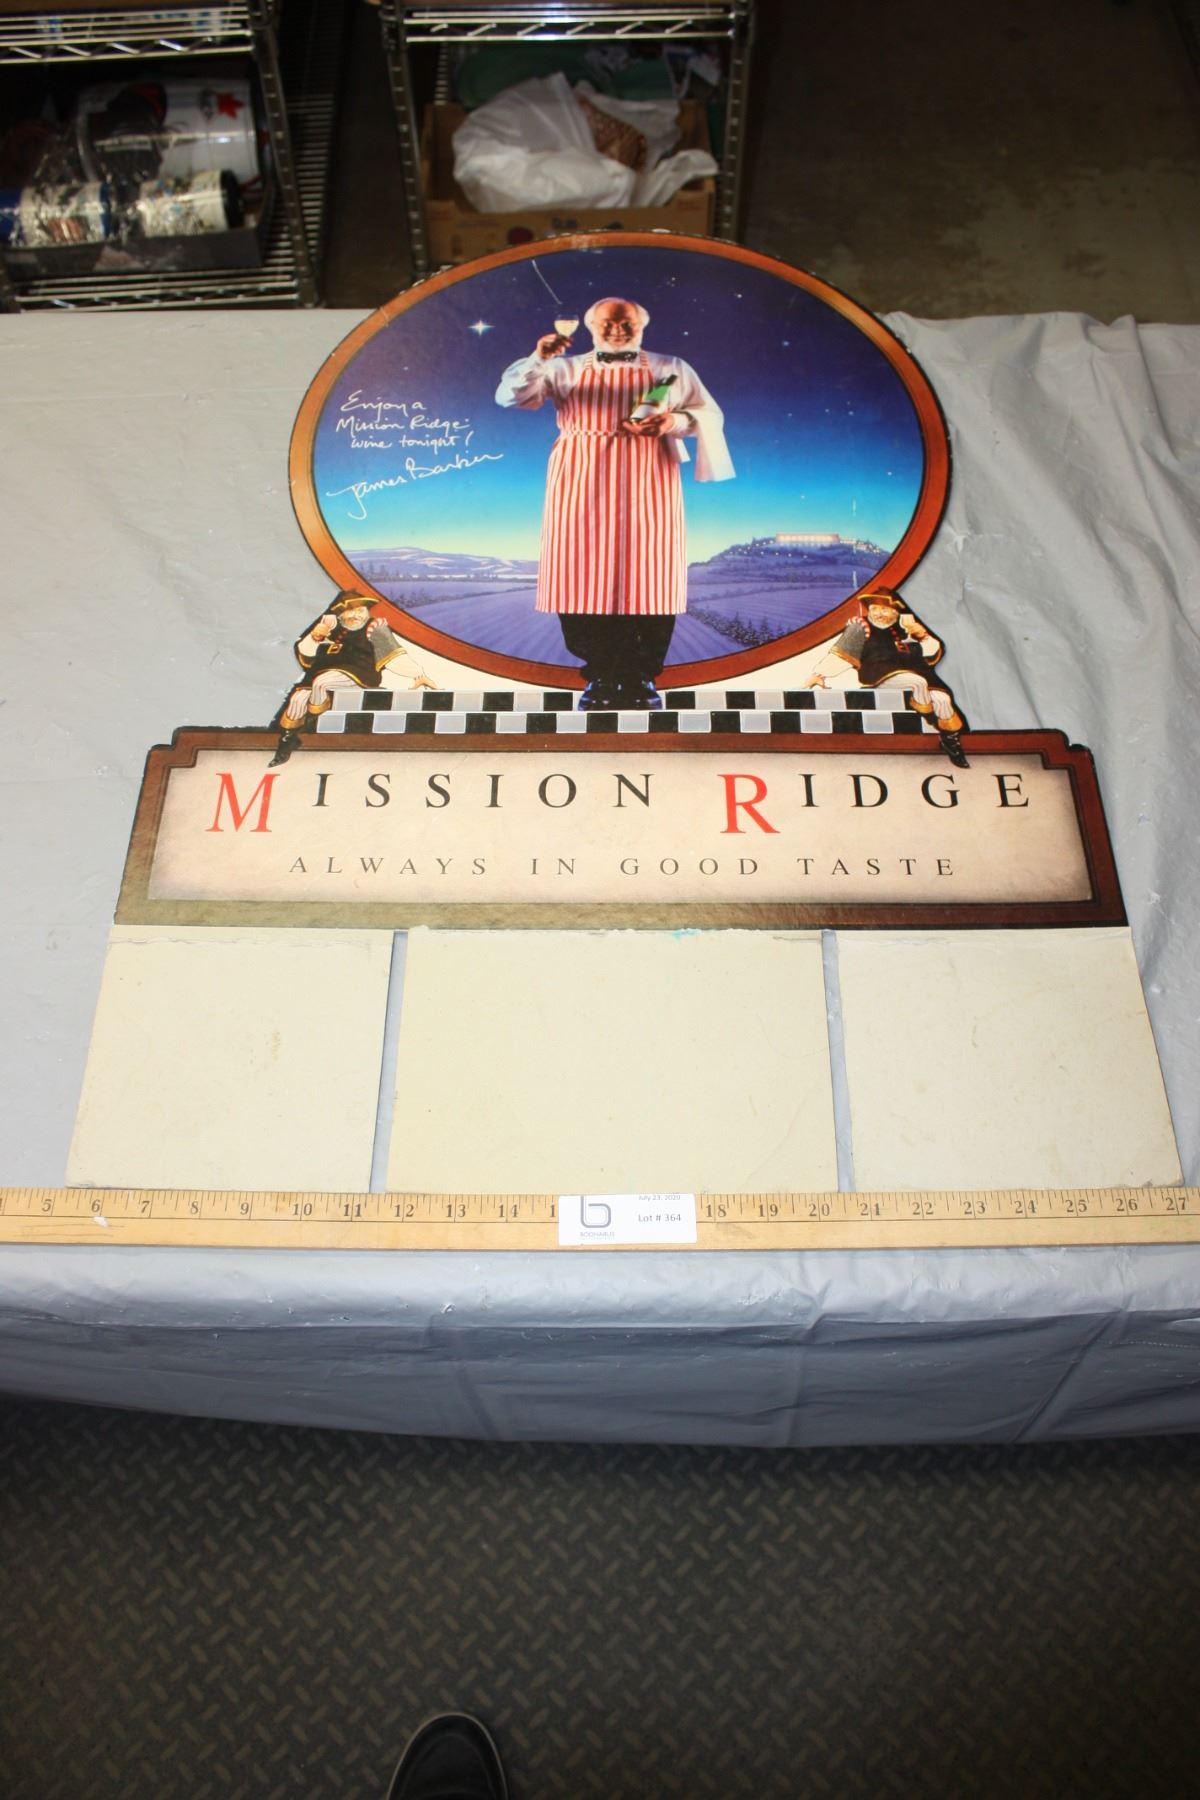 Enjoy a
Mission Ridge
wine tonight!
James Barber
MISSION RIDGE
ALWAYS IN GOOD TASTE
5 6 7 8 9 10 11 12 13 14 18 19 20 21 22 23 24 25 26 27
July 23, 2020
Lot # 364
BODNARUS